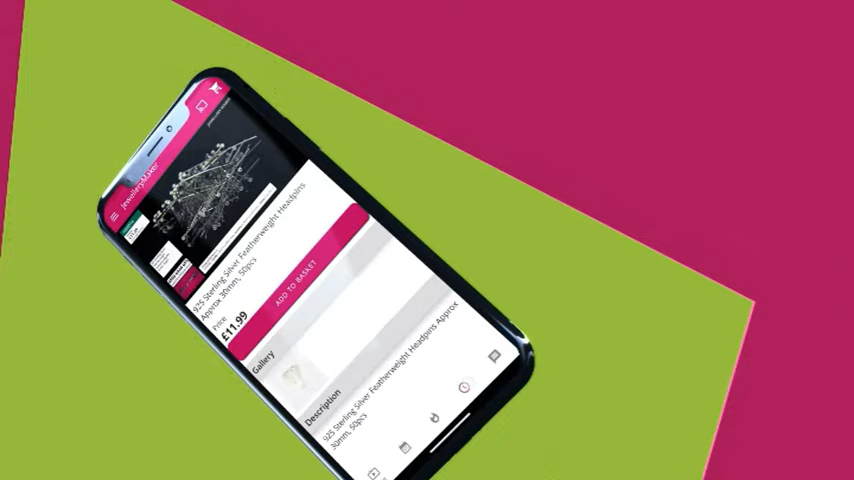 JewelleryMaker
925 Sterling Silver Featherweight Headpins
Approx 30mm, 50pcs
Price
£11.99
ADD TO BASKET
Gallery
Description
925 Sterling Silver Featherweight Headpins Approx
30mm, 50pcs